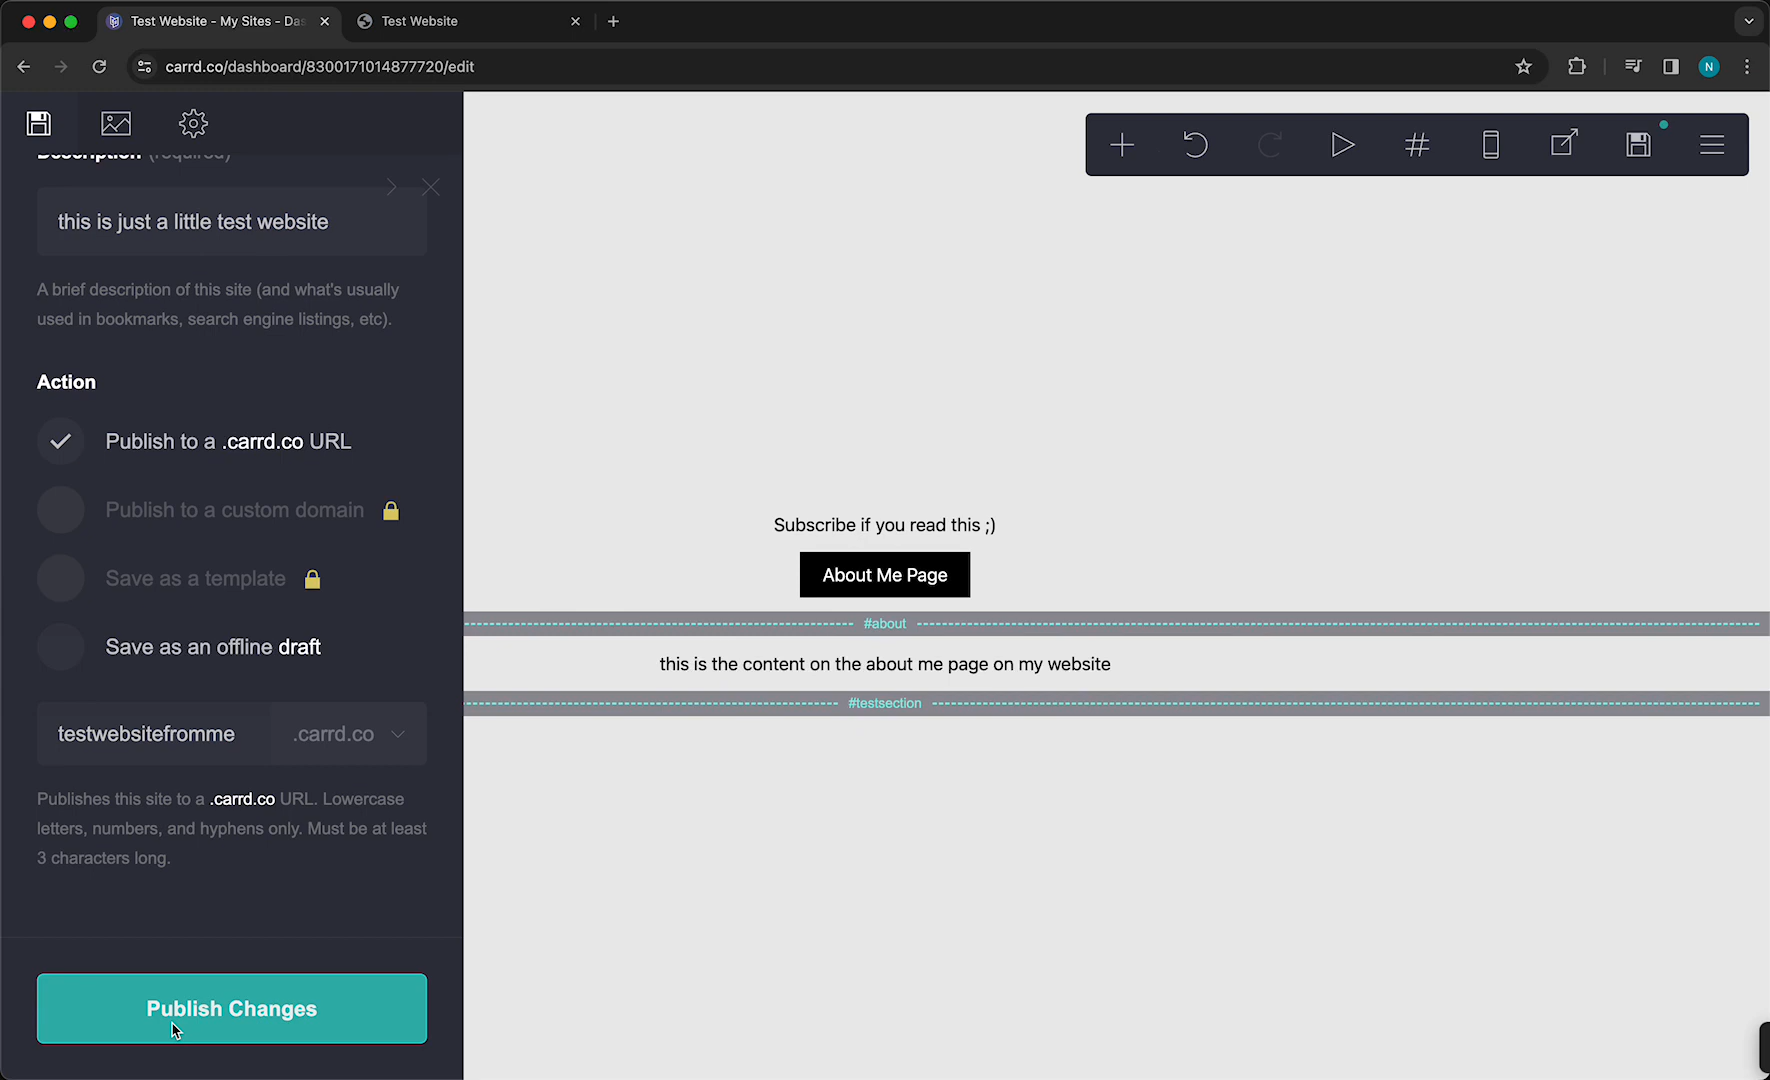 Test Website - My Sites - Das
Test Website
carrd.co/dashboard/8300171014877720/edit
N
Description (required)
this is just a little test website
A brief description of this site (and what's usually
used in bookmarks, search engine listings, etc).
Action
Publish to a .carrd.co URL
Publish to a custom domain
Save as a template
Save as an offline draft
testwebsitefromme
.carrd.co
Publishes this site to a .carrd.co URL. Lowercase
letters, numbers, and hyphens only. Must be at least
3 characters long.
Publish Changes
Subscribe if you read this ;)
About Me Page
#about
this is the content on the about me page on my website
#testsection